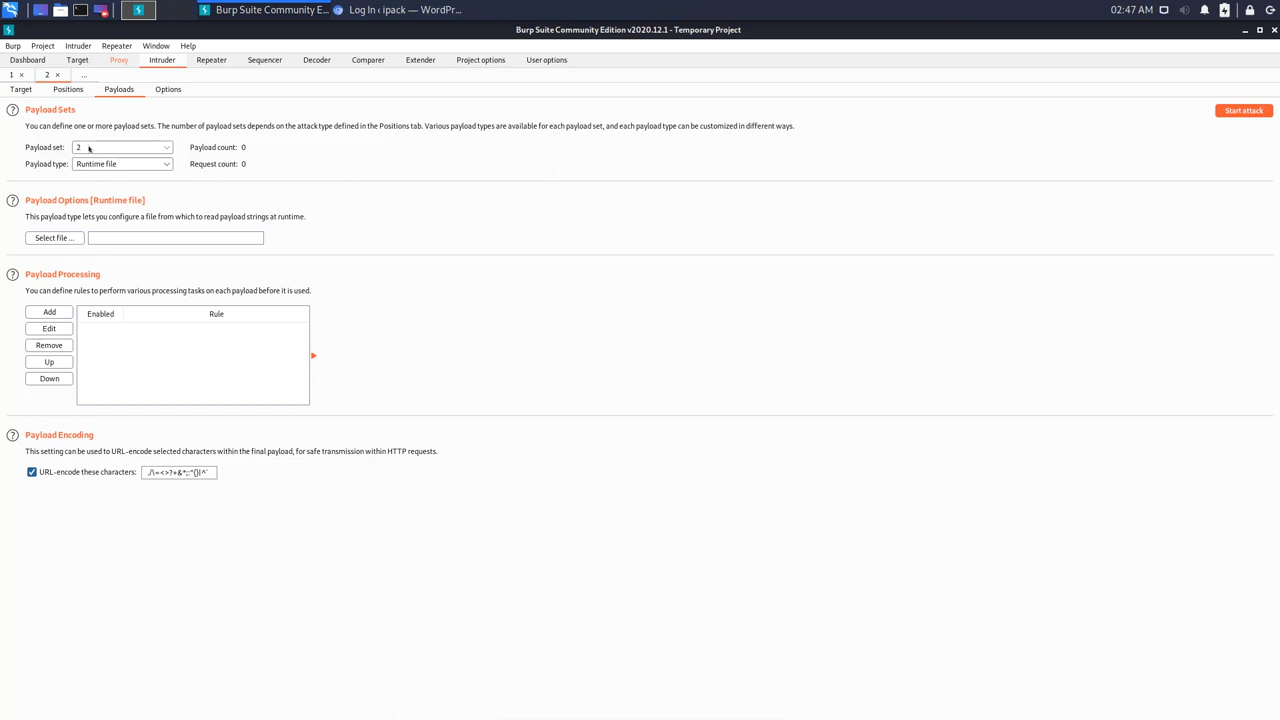 Burp Suite Community E... Log In ‹ ipack — WordPr... 02:47 AM
Burp Suite Community Edition v2020.12.1 - Temporary Project
Burp Project Intruder Repeater Window Help
Dashboard Target Proxy Intruder Repeater Sequencer Decoder Comparer Extender Project options User options
1 × 2 × ...
Target Positions Payloads Options
? Payload Sets Start attack
You can define one or more payload sets. The number of payload sets depends on the attack type defined in the Positions tab. Various payload types are available for each payload set, and each payload type can be customized in different ways.
Payload set: 2 Payload count: 0
Payload type: Runtime file Request count: 0
? Payload Options [Runtime file]
This payload type lets you configure a file from which to read payload strings at runtime.
Select file ...
? Payload Processing
You can define rules to perform various processing tasks on each payload before it is used.
Add Enabled Rule
Edit
Remove
Up
Down
? Payload Encoding
This setting can be used to URL-encode selected characters within the final payload, for safe transmission within HTTP requests.
URL-encode these characters: